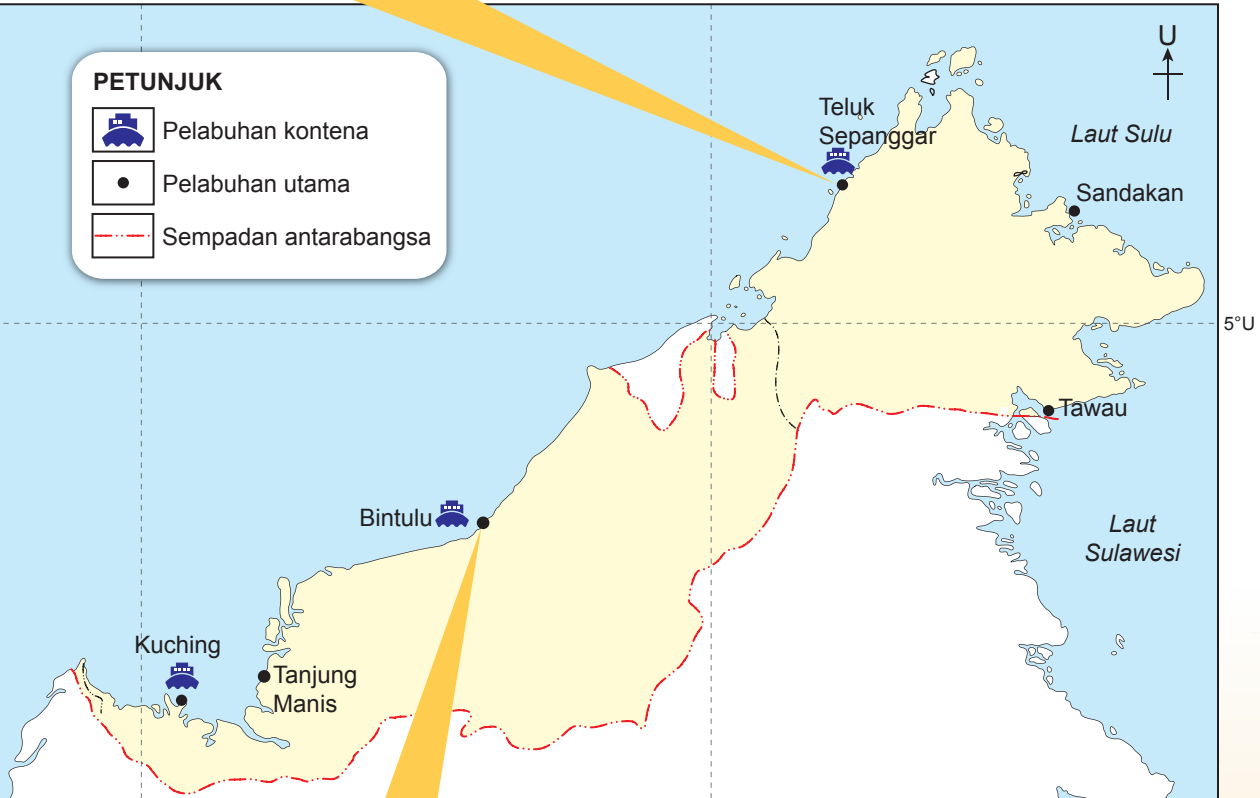 PETUNJUK
Pelabuhan kontena
Pelabuhan utama
Sempadan antarabangsa
U
Teluk
Sepanggar
Laut Sulu
Sandakan
5°U
Tawau
Bintulu
Laut
Sulawesi
Kuching
Tanjung
Manis